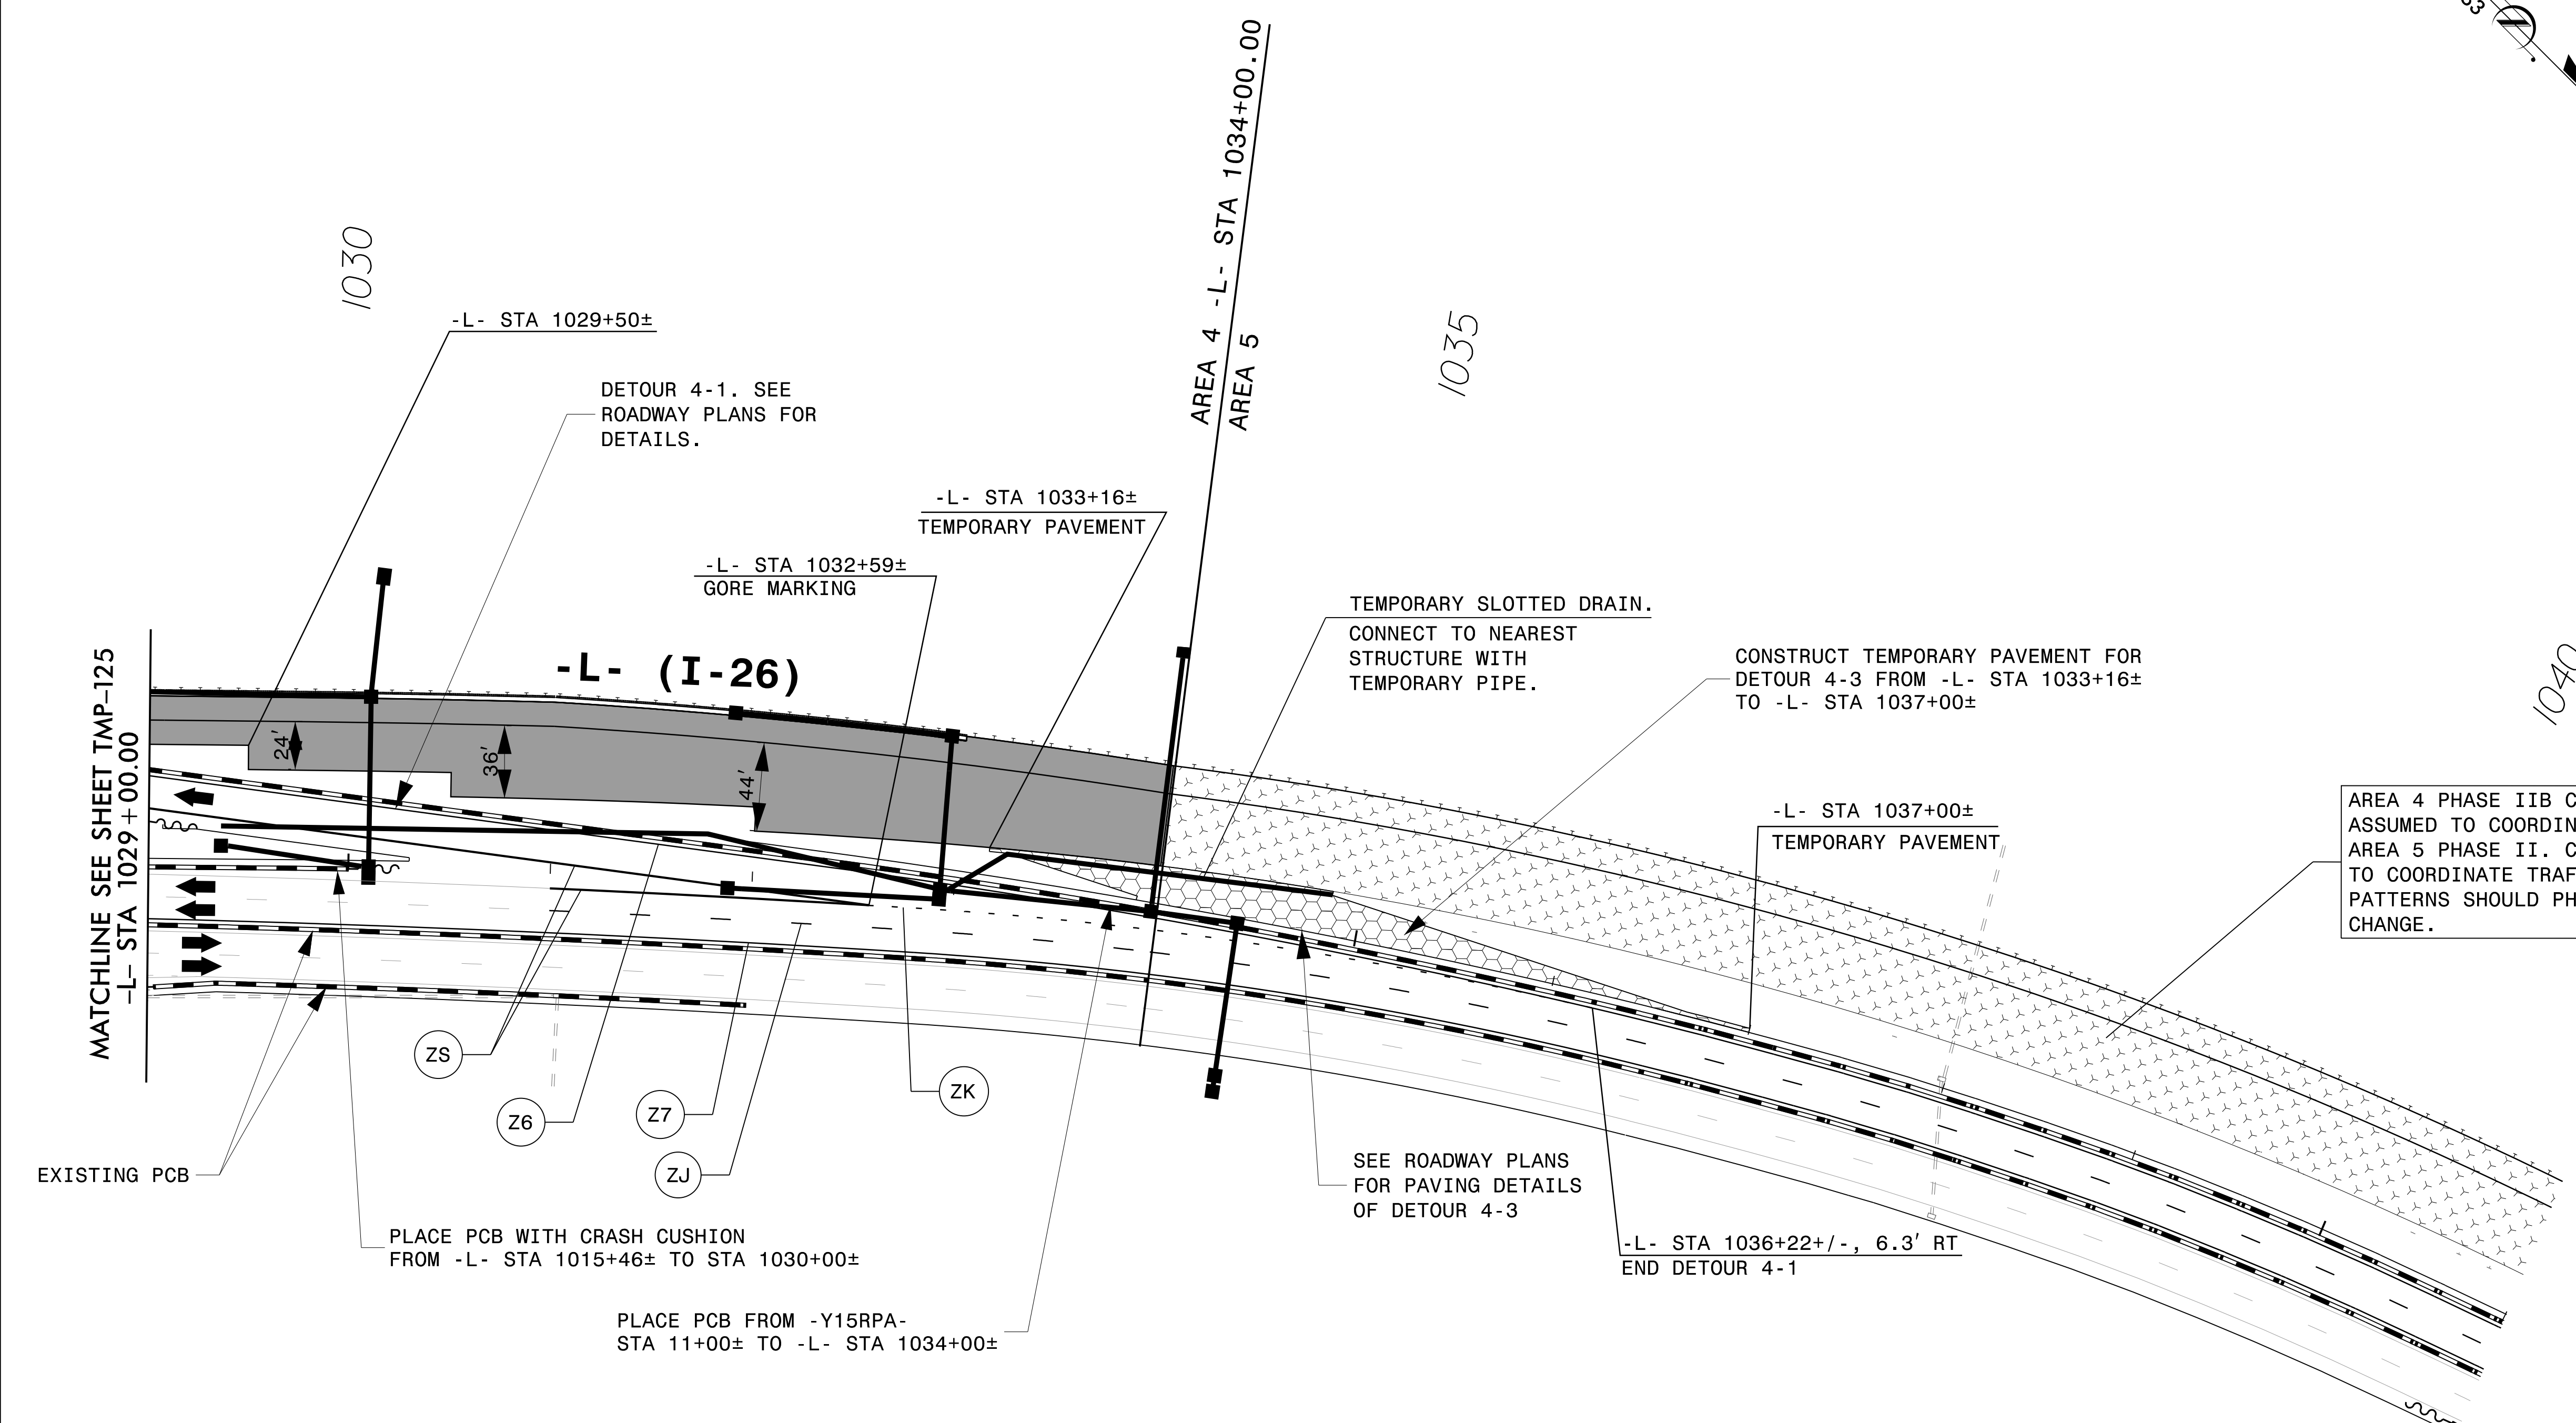 33
1030
-L- STA 1029+50±
DETOUR 4-1. SEE
ROADWAY PLANS FOR
DETAILS.
AREA 4 -L- STA 1034+00.00
AREA 5
1035
-L- STA 1033+16±
TEMPORARY PAVEMENT
-L- STA 1032+59±
GORE MARKING
TEMPORARY SLOTTED DRAIN.
CONNECT TO NEAREST
STRUCTURE WITH
TEMPORARY PIPE.
CONSTRUCT TEMPORARY PAVEMENT FOR
DETOUR 4-3 FROM -L- STA 1033+16±
TO -L- STA 1037+00±
1040
-L- (I-26)
MATCHLINE SEE SHEET TMP-125
-L- STA 1029+00.00
24'
36'
44'
-L- STA 1037+00±
TEMPORARY PAVEMENT
AREA 4 PHASE IIB C
ASSUMED TO COORDIN
AREA 5 PHASE II. C
TO COORDINATE TRAF
PATTERNS SHOULD PH
CHANGE.
ZS
Z6
Z7
ZJ
ZK
EXISTING PCB
SEE ROADWAY PLANS
FOR PAVING DETAILS
OF DETOUR 4-3
PLACE PCB WITH CRASH CUSHION
FROM -L- STA 1015+46± TO STA 1030+00±
-L- STA 1036+22+/-, 6.3' RT
END DETOUR 4-1
PLACE PCB FROM -Y15RPA-
STA 11+00± TO -L- STA 1034+00±